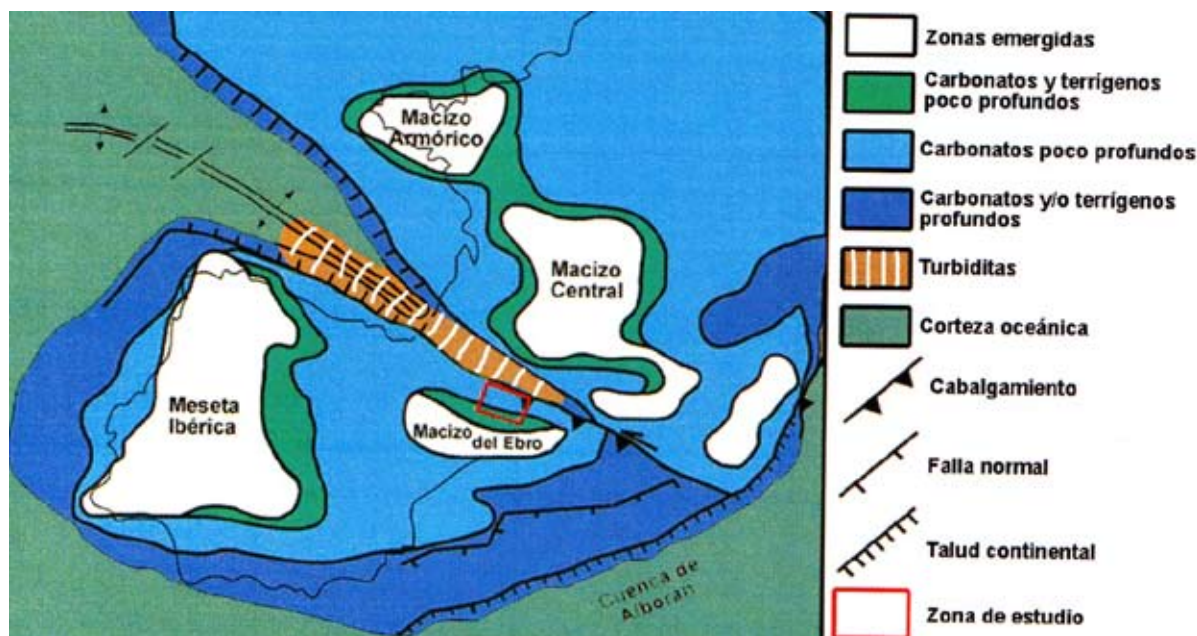 Macizo
Armórico
Macizo
Central
Meseta
Ibérica
Macizo
del Ebro
Cuenca de
Alboran
Zonas emergidas
Carbonatos y terrígenos
poco profundos
Carbonatos poco profundos
Carbonatos y/o terrígenos
profundos
Turbiditas
Corteza oceánica
Cabalgamiento
Falla normal
Talud continental
Zona de estudio